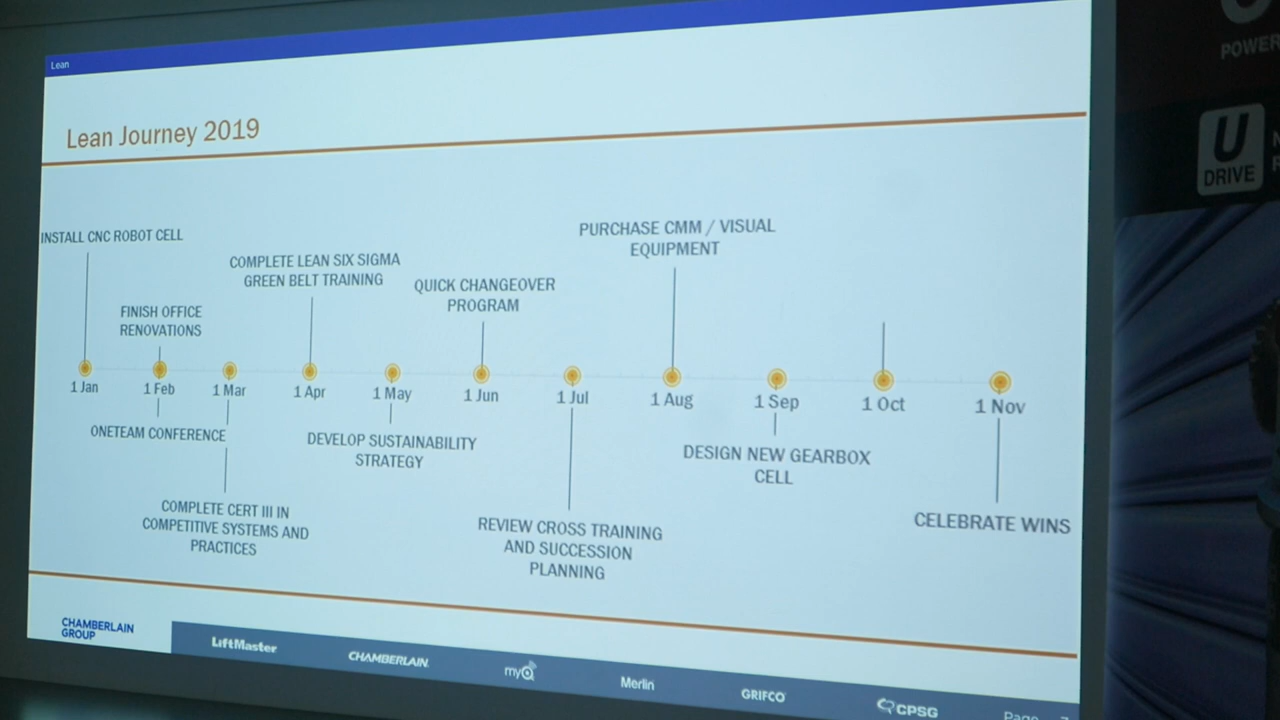 Lean
Lean Journey 2019
INSTALL CNC ROBOT CELL
FINISH OFFICE
RENOVATIONS
COMPLETE LEAN SIX SIGMA
GREEN BELT TRAINING
QUICK CHANGEOVER
PROGRAM
PURCHASE CMM / VISUAL
EQUIPMENT
1 Jan
1 Feb
1 Mar
1 Apr
1 May
1 Jun
1 Jul
1 Aug
1 Sep
1 Oct
1 Nov
ONETEAM CONFERENCE
COMPLETE CERT III IN
COMPETITIVE SYSTEMS AND
PRACTICES
DEVELOP SUSTAINABILITY
STRATEGY
REVIEW CROSS TRAINING
AND SUCCESSION
PLANNING
DESIGN NEW GEARBOX
CELL
CELEBRATE WINS
CHAMBERLAIN
GROUP
LiftMaster
CHAMBERLAIN
myQ
Merlin
GRIFCO
CPSG
Page
POWER
U
DRIVE